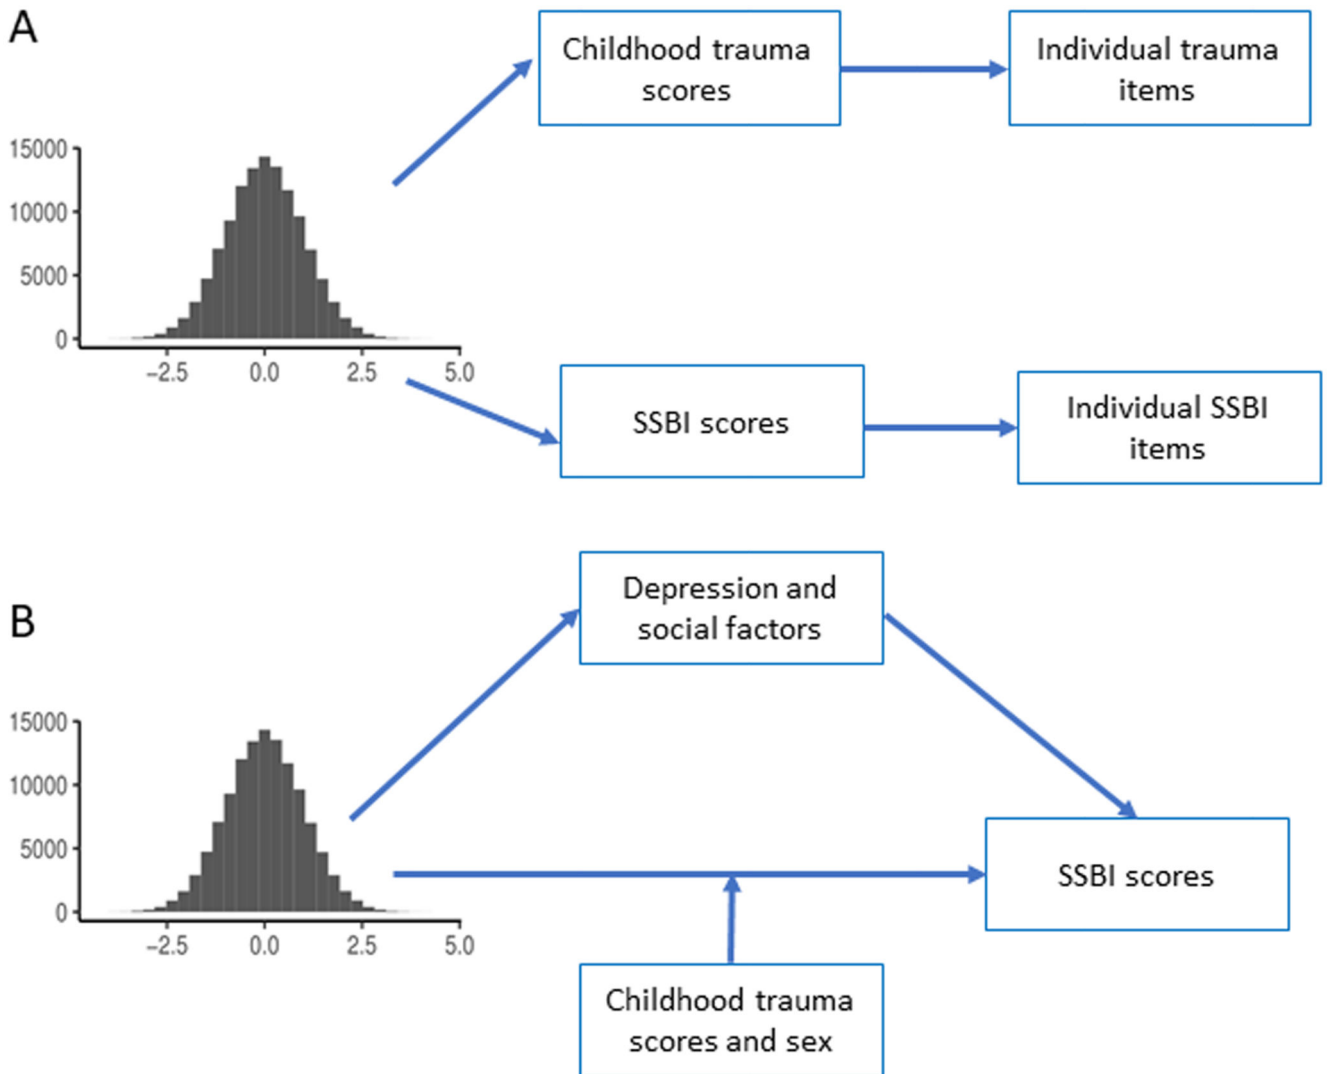 A
Childhood trauma
scores
Individual trauma
items
15000
10000
5000
0
−2.5 0.0 2.5 5.0
SSBI scores
Individual SSBI
items
B
Depression and
social factors
15000
10000
5000
0
−2.5 0.0 2.5 5.0
SSBI scores
Childhood trauma
scores and sex